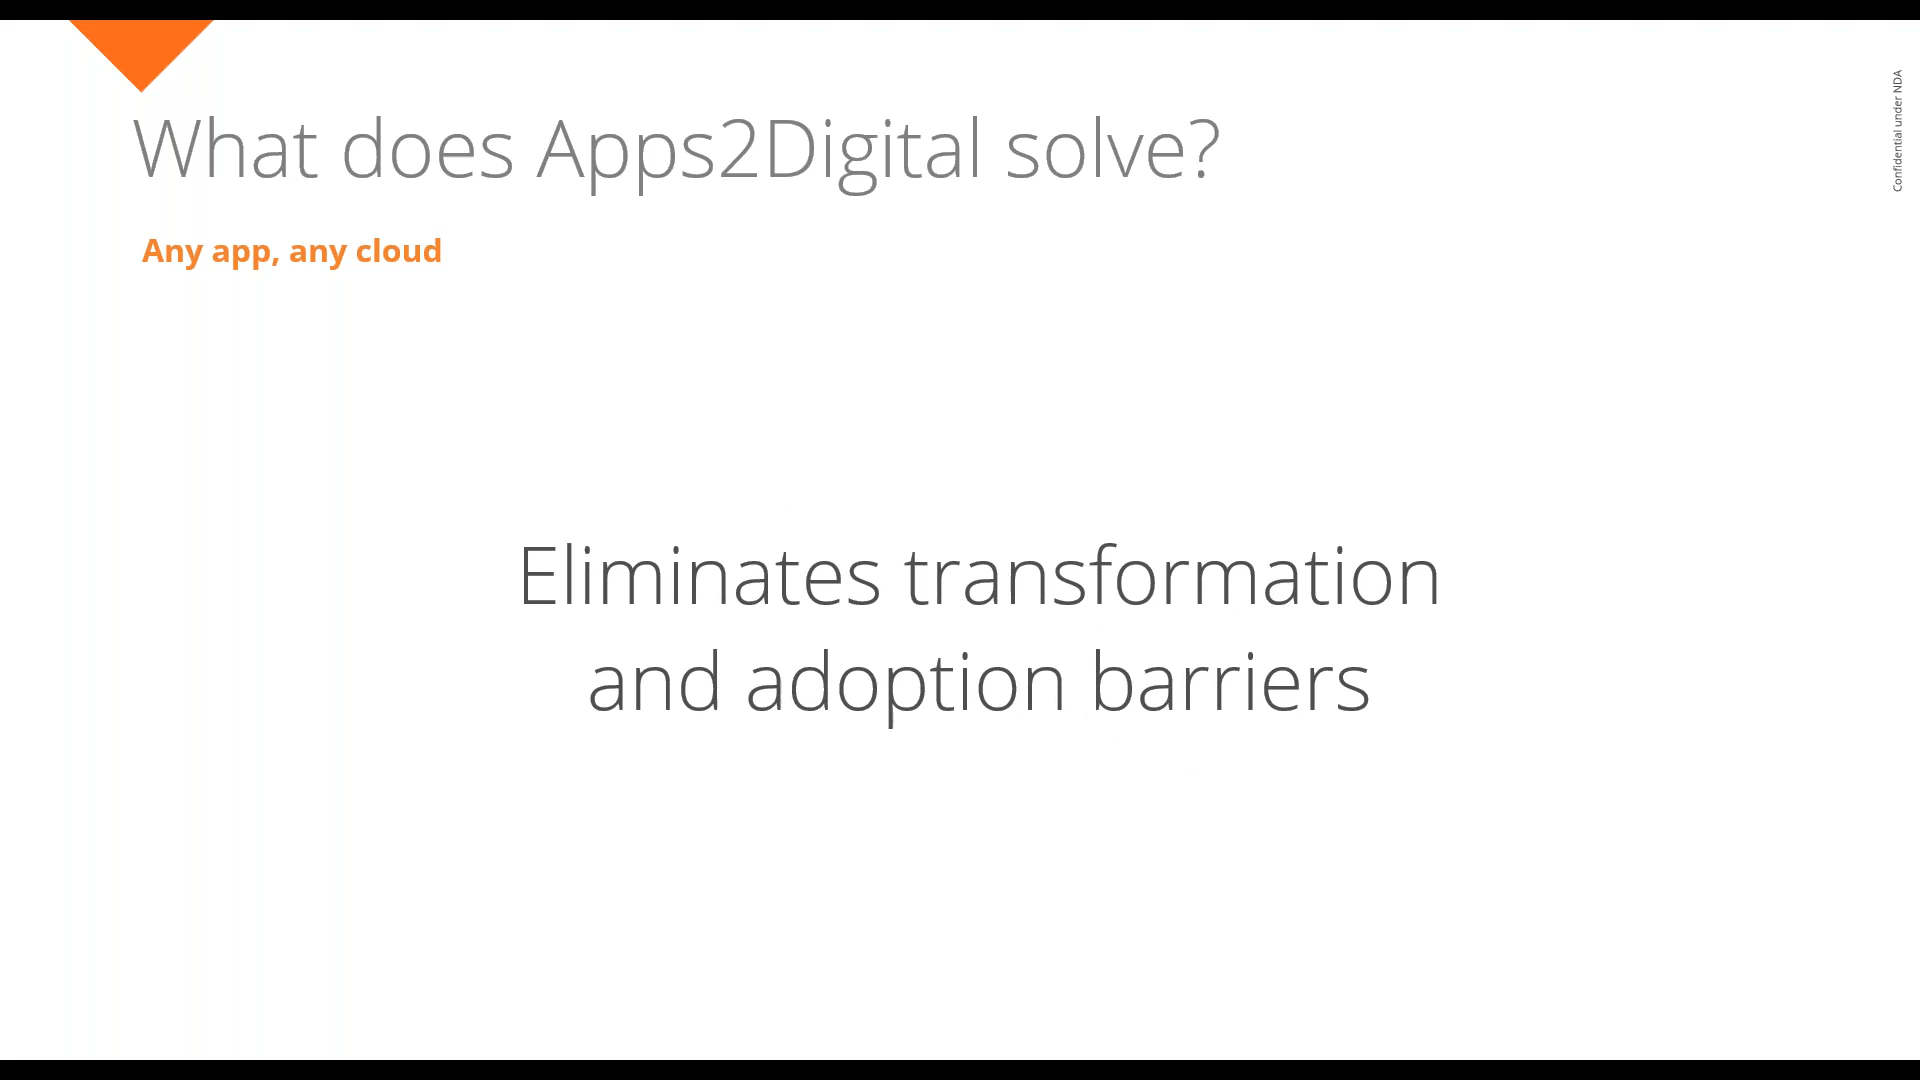 What does Apps2Digital solve?
Any app, any cloud
Eliminates transformation
and adoption barriers
Confidential under NDA